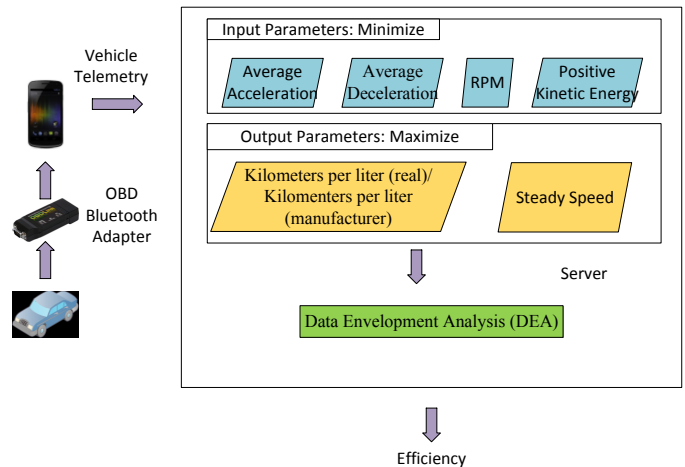 Input Parameters: Minimize
Vehicle
Telemetry
Average
Acceleration
Average
Deceleration
RPM
Positive
Kinetic Energy
Output Parameters: Maximize
Kilometers per liter (real)/
Kilomenters per liter
(manufacturer)
Steady Speed
OBD
Bluetooth
Adapter
Server
Data Envelopment Analysis (DEA)
Efficiency